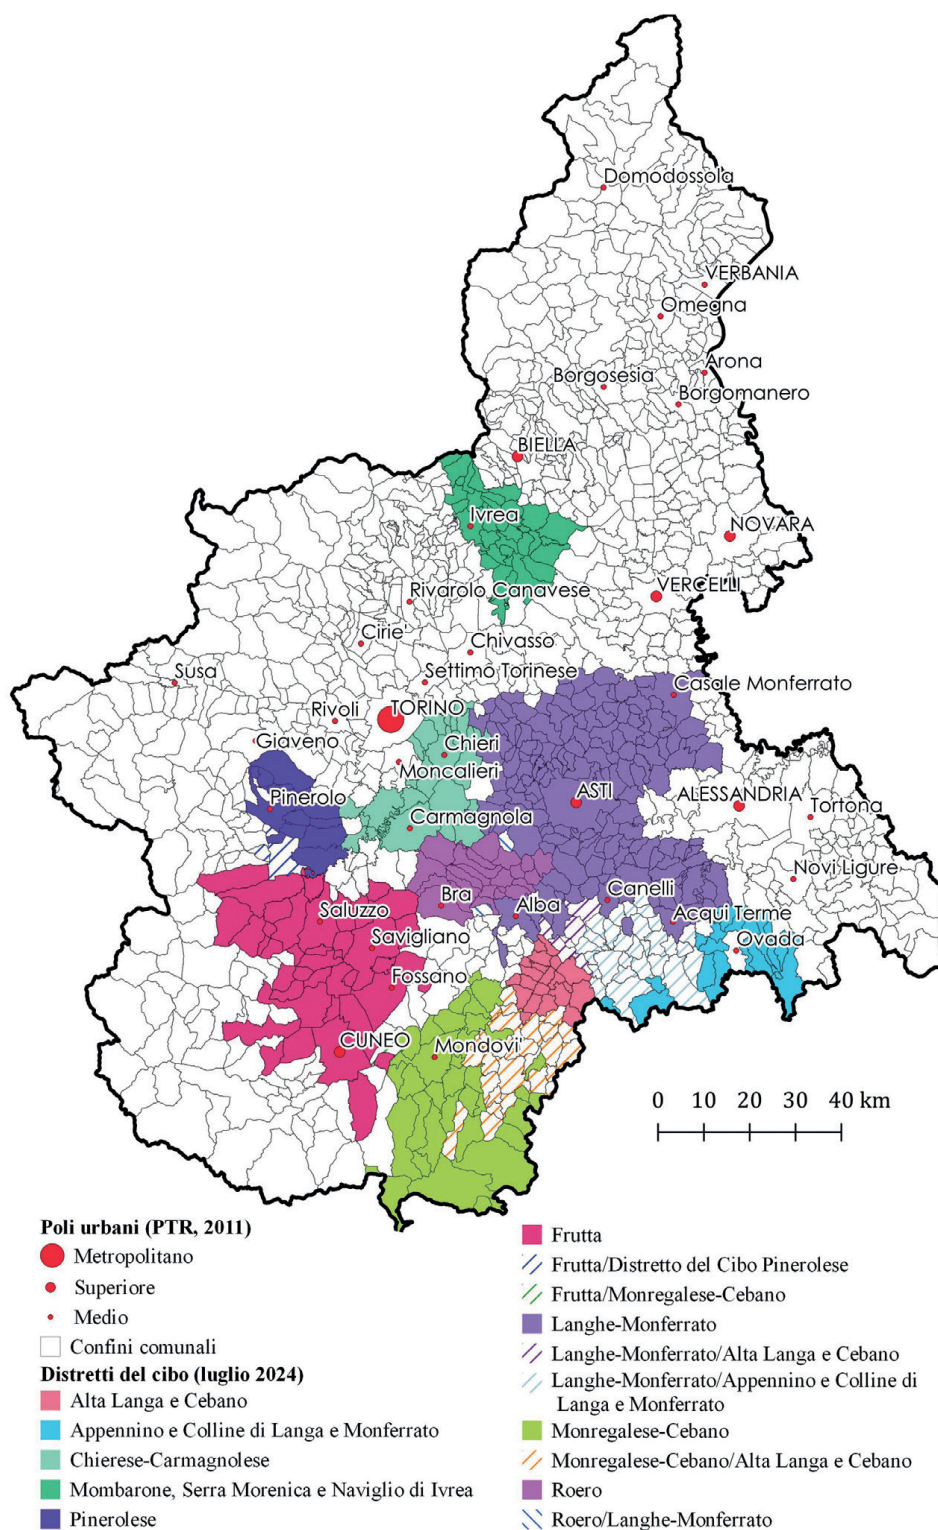 Domodossola
VERBANIA
Omegna
Arona
Borgosesia
Borgomanero
BIELLA
Ivrea
NOVARA
Rivarolo Canavese
VERCELLI
Cirie'
Chivasso
Susa
Settimo Torinese
Casale Monferrato
Rivoli
TORINO
Giaveno
Chieri
Moncalieri
Pinerolo
ASTI
ALESSANDRIA
Tortona
Carmagnola
Novi Ligure
Bra
Alba
Canelli
Saluzzo
Acqui Terme
Savigliano
Ovada
Fossano
CUNEO
Mondovi'
0 10 20 30 40 km
Poli urbani (PTR, 2011)
Metropolitano
Superiore
Medio
Confini comunali
Distretti del cibo (luglio 2024)
Alta Langa e Cebano
Appennino e Colline di Langa e Monferrato
Chierese-Carmagnolese
Mombarone, Serra Morenica e Naviglio di Ivrea
Pinerolese
Frutta
Frutta/Distretto del Cibo Pinerolese
Frutta/Monregalese-Cebano
Langhe-Monferrato
Langhe-Monferrato/Alta Langa e Cebano
Langhe-Monferrato/Appennino e Colline di
Langa e Monferrato
Monregalese-Cebano
Monregalese-Cebano/Alta Langa e Cebano
Roero
Roero/Langhe-Monferrato